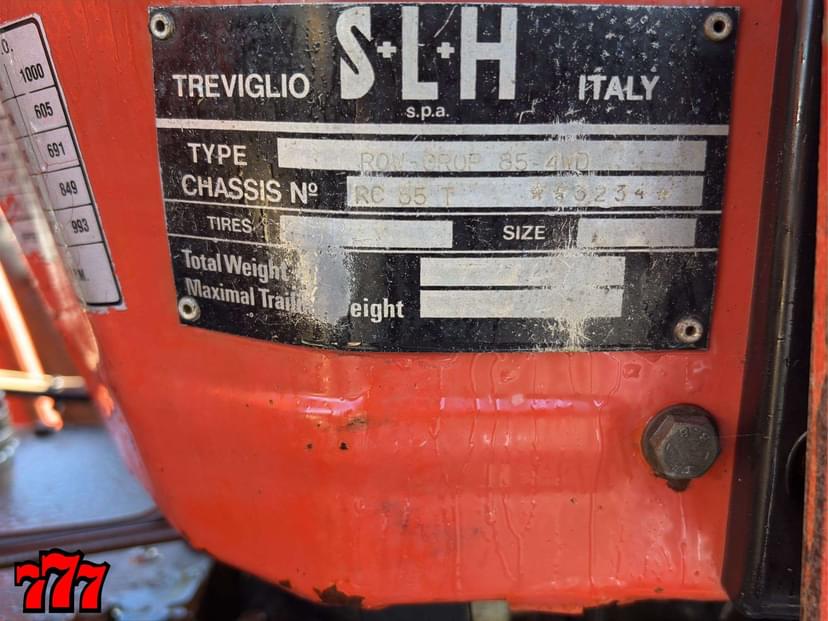 O.
1000
605
691
849
993
P.M.
S+L+H
TREVIGLIO ITALY
s.p.a.
TYPE ROW-CROP 85-4WD
CHASSIS Nº RC 85 T **3234*
TIRES SIZE
Total Weight
Maximal Trail eight
777